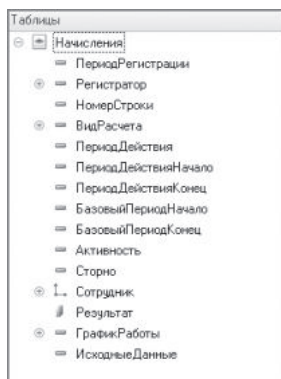 Таблицы
Начисления
ПериодРегистрации
Регистратор
НомерСтроки
ВидРасчета
ПериодДействия
ПериодДействияНачало
ПериодДействияКонец
БазовыйПериодНачало
БазовыйПериодКонец
Активность
Сторно
Сотрудник
Результат
ГрафикРаботы
ИсходныеДанные